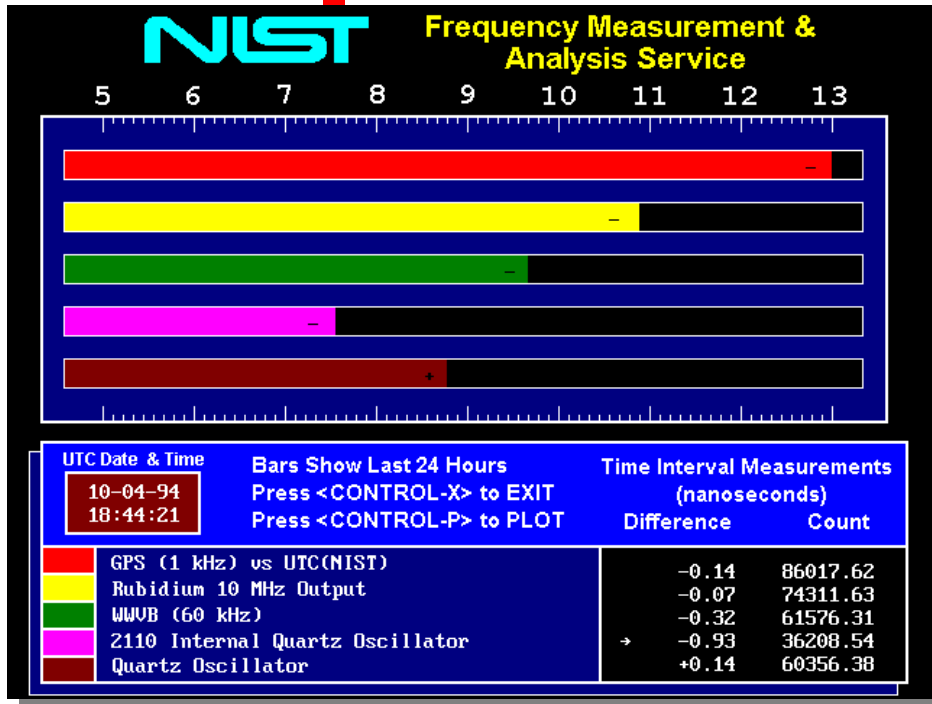 NIST
Frequency Measurement &
Analysis Service
5 6 7 8 9 10 11 12 13
−
−
−
−
+
UTC Date & Time
10-04-94
18:44:21
Bars Show Last 24 Hours
Press <CONTROL-X> to EXIT
Press <CONTROL-P> to PLOT
Time Interval Measurements
(nanoseconds)
Difference Count
GPS (1 kHz) vs UTC(NIST) -0.14 86017.62
Rubidium 10 MHz Output -0.07 74311.63
WWVB (60 kHz) -0.32 61576.31
2110 Internal Quartz Oscillator → -0.93 36208.54
Quartz Oscillator +0.14 60356.38